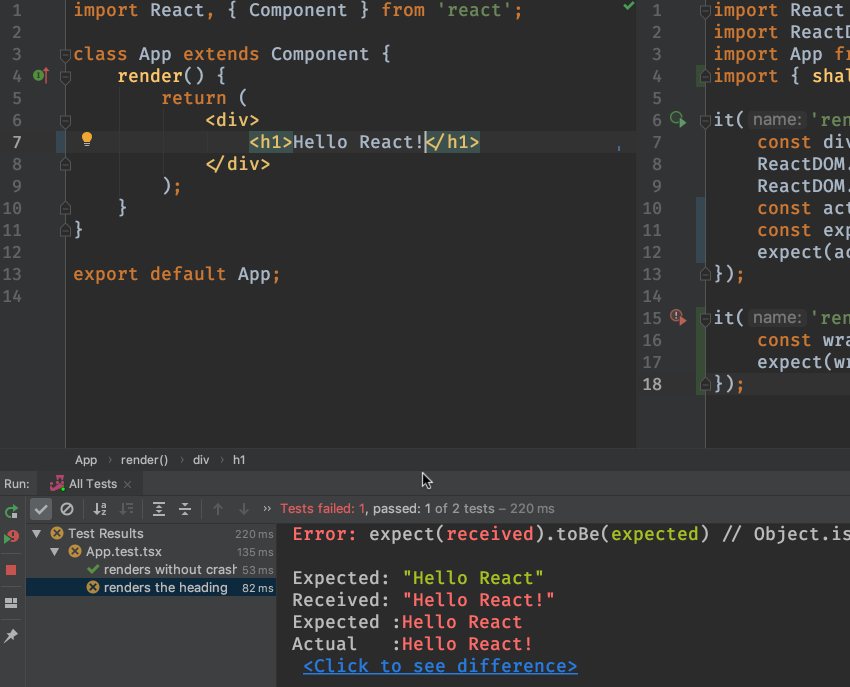 1 import React, { Component } from 'react';
2
3 class App extends Component {
4 render() {
5 return (
6 <div>
7 <h1>Hello React!</h1>
8 </div>
9 );
10 }
11 }
12
13 export default App;
14
1 import React
2 import ReactD
3 import App fr
4 import { shal
5
6 it( name: 'ren
7 const div
8 ReactDOM.
9 ReactDOM.
10 const act
11 const exp
12 expect(ac
13 });
14
15 it( name: 'ren
16 const wra
17 expect(wr
18 });
App › render() › div › h1
Run: All Tests ×
Tests failed: 1, passed: 1 of 2 tests – 220 ms
Test Results 220 ms
App.test.tsx 135 ms
renders without crash 53 ms
renders the heading 82 ms
Error: expect(received).toBe(expected) // Object.is
Expected: "Hello React"
Received: "Hello React!"
Expected :Hello React
Actual :Hello React!
<Click to see difference>